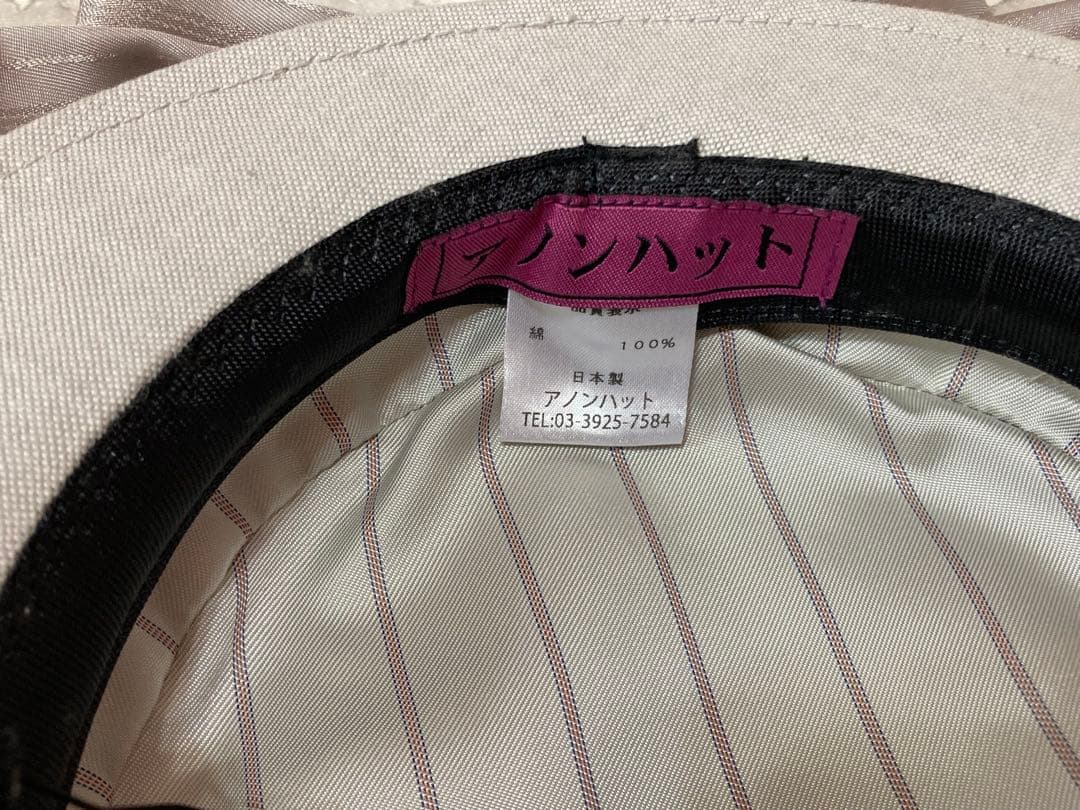 アノンハット
品質表示
綿 100%
日本製
アノンハット
TEL:03-3925-7584